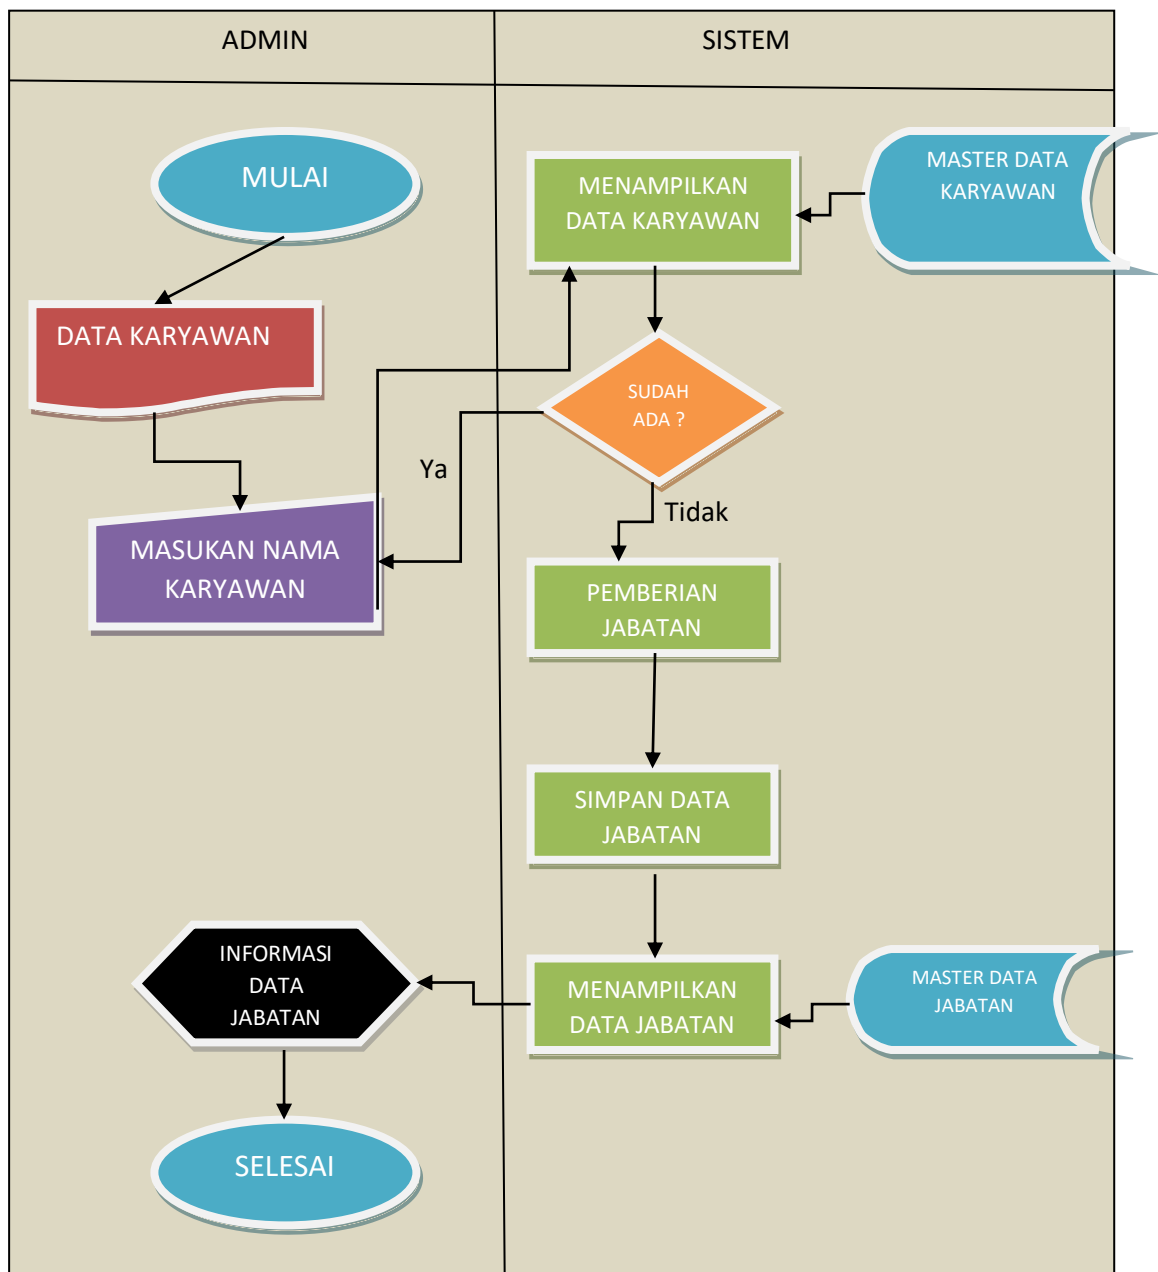 ADMIN
SISTEM
MULAI
MENAMPILKAN
DATA KARYAWAN
MASTER DATA
KARYAWAN
DATA KARYAWAN
SUDAH
ADA ?
Ya
Tidak
MASUKAN NAMA
KARYAWAN
PEMBERIAN
JABATAN
SIMPAN DATA
JABATAN
INFORMASI
DATA
JABATAN
MENAMPILKAN
DATA JABATAN
MASTER DATA
JABATAN
SELESAI